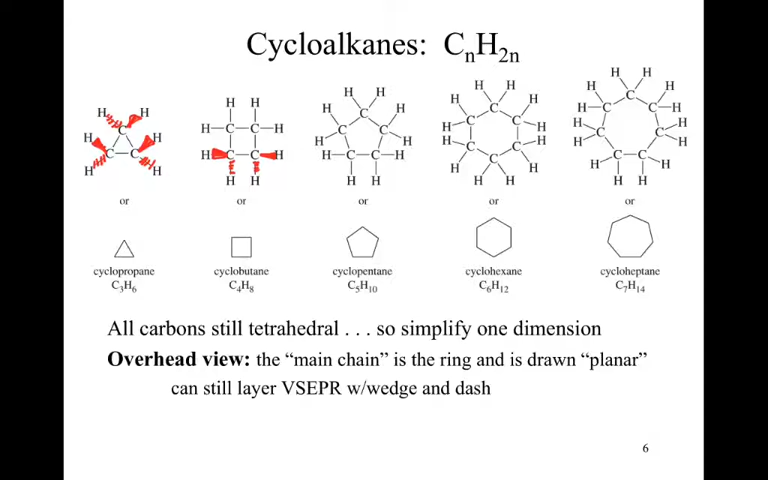 Cycloalkanes: CₙH₂ₙ
H H H H H H
C
C C
H H
H—C—C—H
H—C—C—H
H H
H H
H H
C
H C C H
H—C—C—H
H H
H H
H C H
H—C C—H
H—C C—H
H C H
H H
H H
H C H
H—C C—H
H—C C—H
H C C H
H H
or or or or or
cyclopropane cyclobutane cyclopentane cyclohexane cycloheptane
C₃H₆ C₄H₈ C₅H₁₀ C₆H₁₂ C₇H₁₄
All carbons still tetrahedral . . . so simplify one dimension
Overhead view: the “main chain” is the ring and is drawn “planar”
can still layer VSEPR w/wedge and dash
6